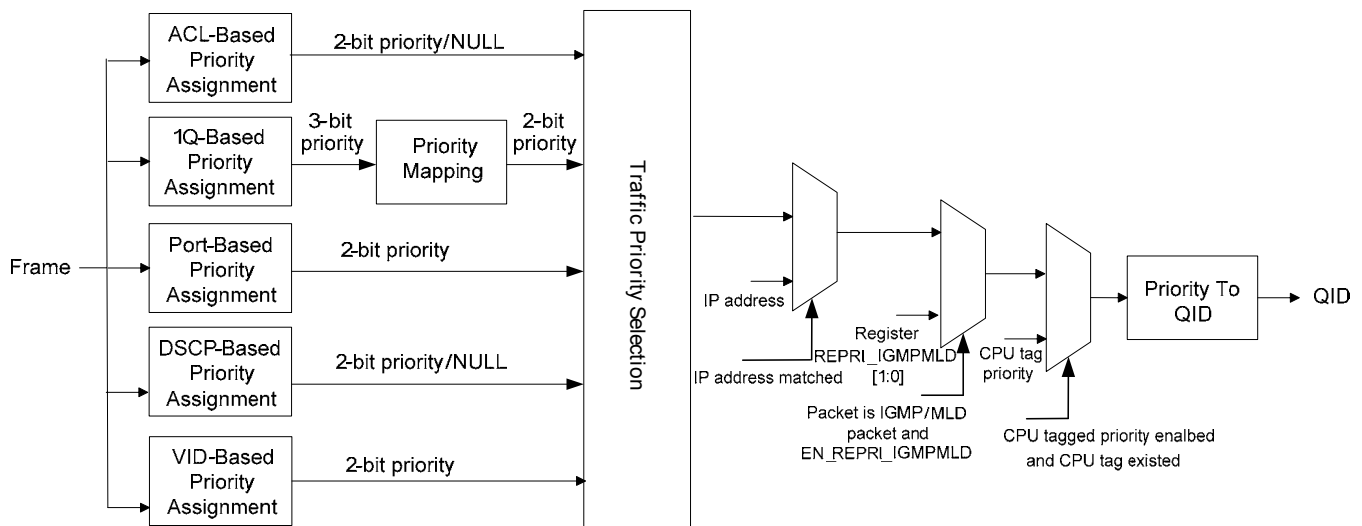 ACL-Based
Priority
Assignment
2-bit priority/NULL
1Q-Based
Priority
Assignment
3-bit
priority
Priority
Mapping
2-bit
priority
Port-Based
Priority
Assignment
2-bit priority
Frame
DSCP-Based
Priority
Assignment
2-bit priority/NULL
VID-Based
Priority
Assignment
2-bit priority
Traffic Priority Selection
IP address
IP address matched
Register
REPRI_IGMPMLD
[1:0]
Packet is IGMP/MLD
packet and
EN_REPRI_IGMPMLD
CPU tag
priority
CPU tagged priority enalbed
and CPU tag existed
Priority To
QID
QID